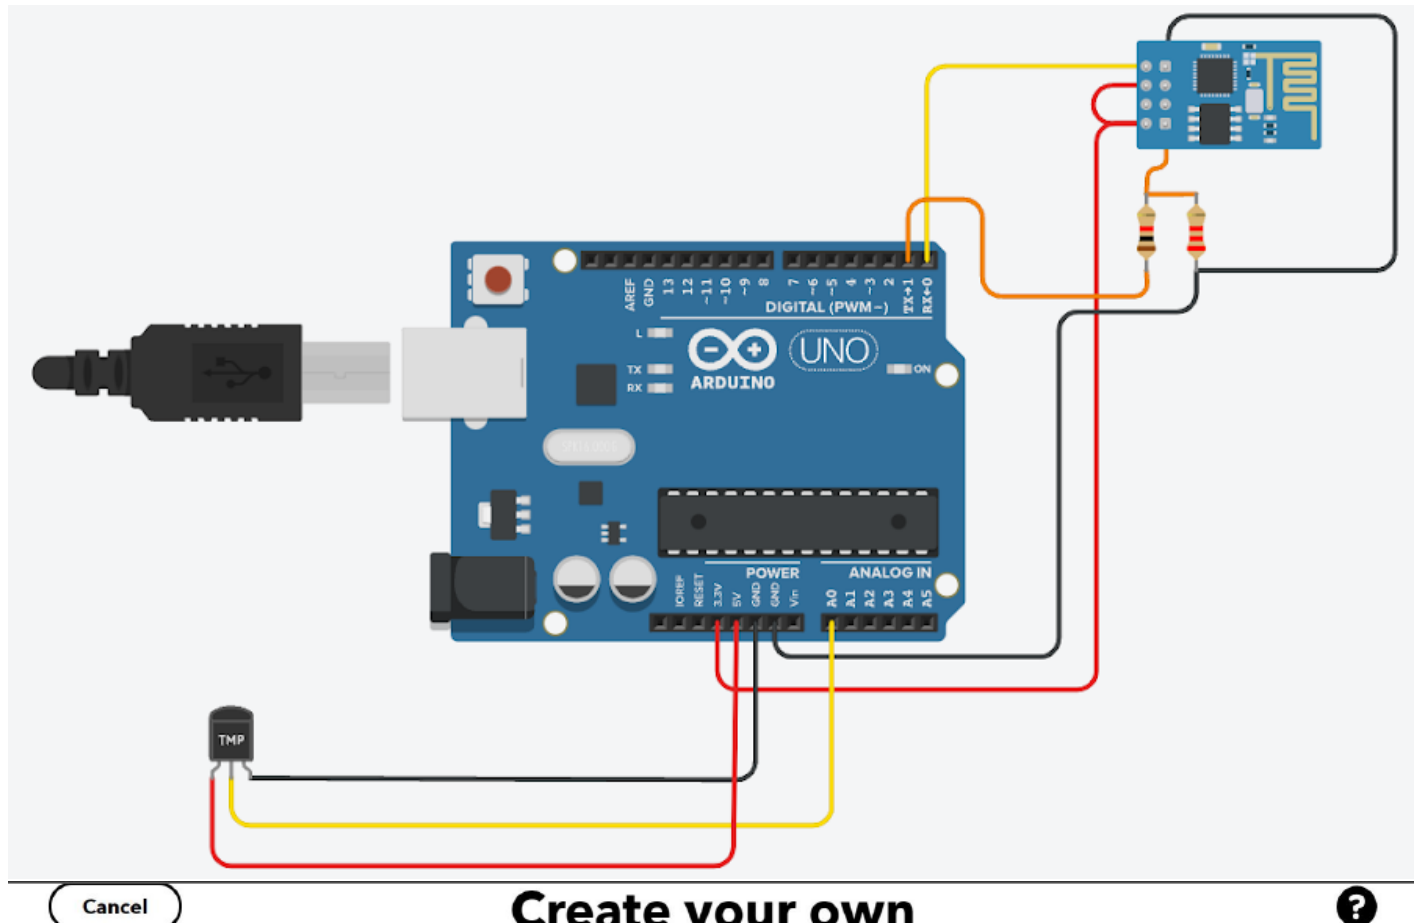 AREF
GND
13
12
~11
~10
~9
8
7
~6
~5
4
~3
2
TX→1
RX←0
DIGITAL (PWM~)
L
TX
RX
UNO
ARDUINO
ON
POWER
ANALOG IN
IOREF
RESET
3.3V
5V
GND
GND
Vin
A0
A1
A2
A3
A4
A5
TMP
Cancel
Create your own
?